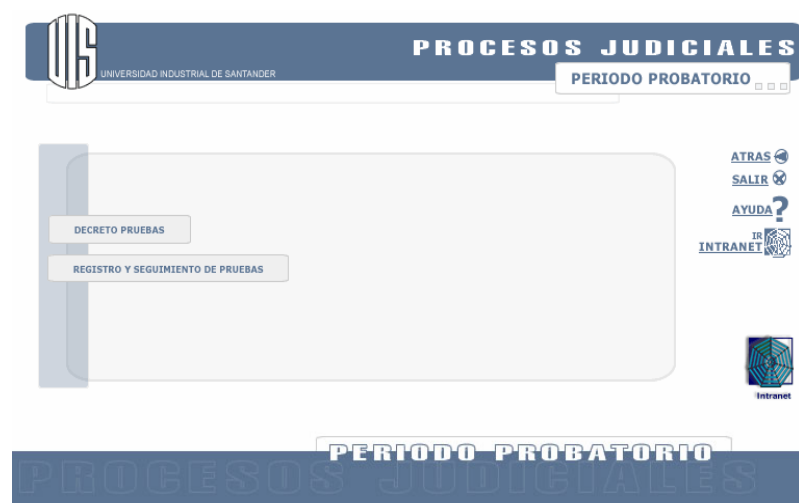 UIS
UNIVERSIDAD INDUSTRIAL DE SANTANDER
PROCESOS JUDICIALES
PERIODO PROBATORIO
ATRAS
SALIR
AYUDA ?
IR
INTRANET
DECRETO PRUEBAS
REGISTRO Y SEGUIMIENTO DE PRUEBAS
Intranet
PERIODO PROBATORIO
PROCESOS JUDICIALES